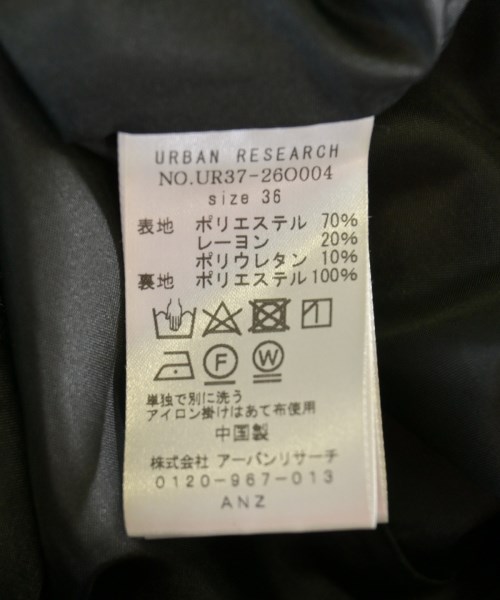 URBAN RESEARCH
NO.UR37-26O004
size 36
表地 ポリエステル 70%
レーヨン 20%
ポリウレタン 10%
裏地 ポリエステル 100%
F W
単独で別に洗う
アイロン掛けはあて布使用
中国製
株式会社 アーバンリサーチ
0120-967-013
ANZ